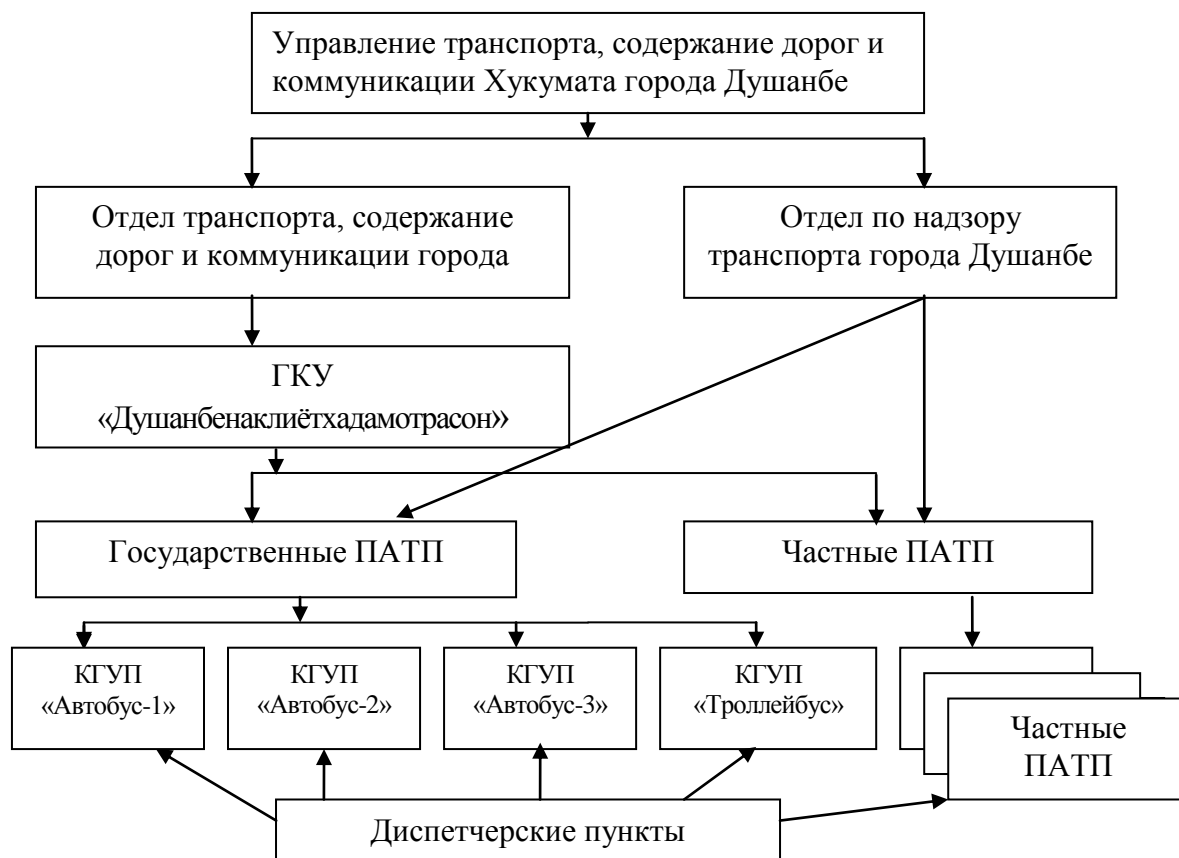 Управление транспорта, содержание дорог и
коммуникации Хукумата города Душанбе
Отдел транспорта, содержание
дорог и коммуникации города
Отдел по надзору
транспорта города Душанбе
ГКУ
«Душанбенаклиётхадамотрасон»
Государственные ПАТП
Частные ПАТП
КГУП
«Автобус-1»
КГУП
«Автобус-2»
КГУП
«Автобус-3»
КГУП
«Троллейбус»
Частные
ПАТП
Диспетчерские пункты